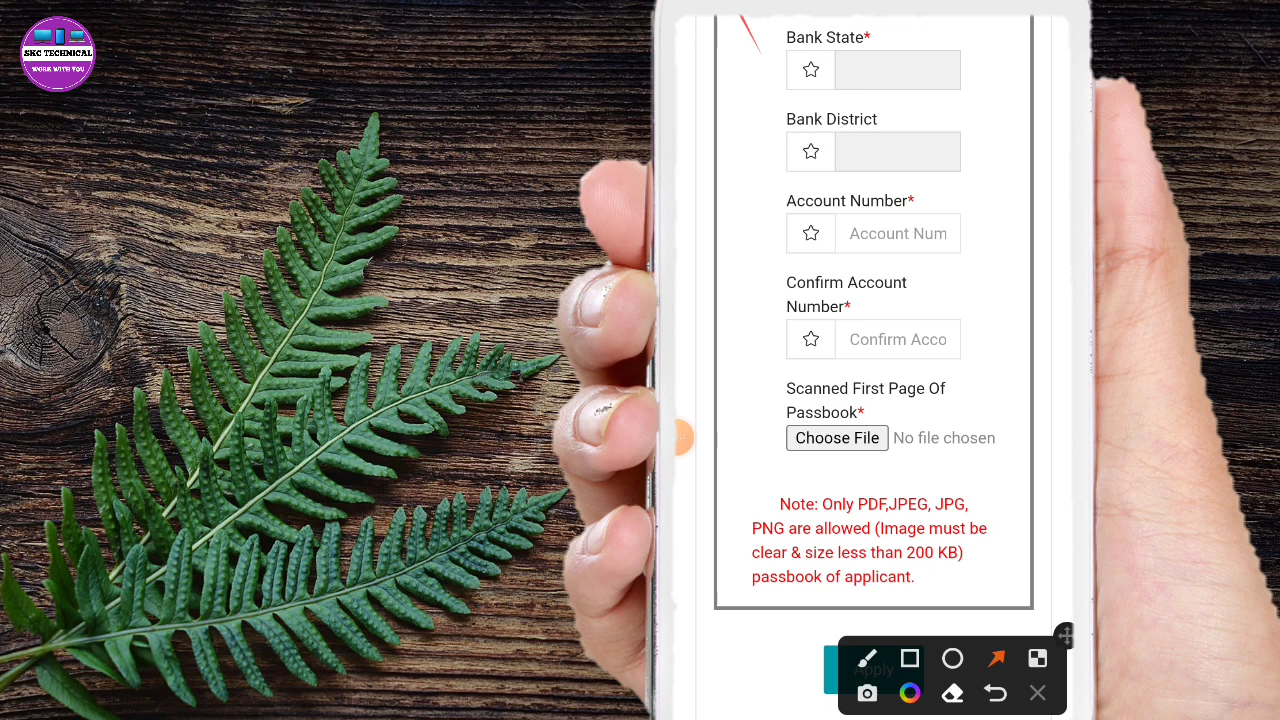 SKC TECHNICAL
WORK WITH YOU
Bank State*
Bank District
Account Number*
Account Num
Confirm Account
Number*
Confirm Acco
Scanned First Page Of
Passbook*
Choose File No file chosen
Note: Only PDF,JPEG, JPG,
PNG are allowed (Image must be
clear & size less than 200 KB)
passbook of applicant.
Apply